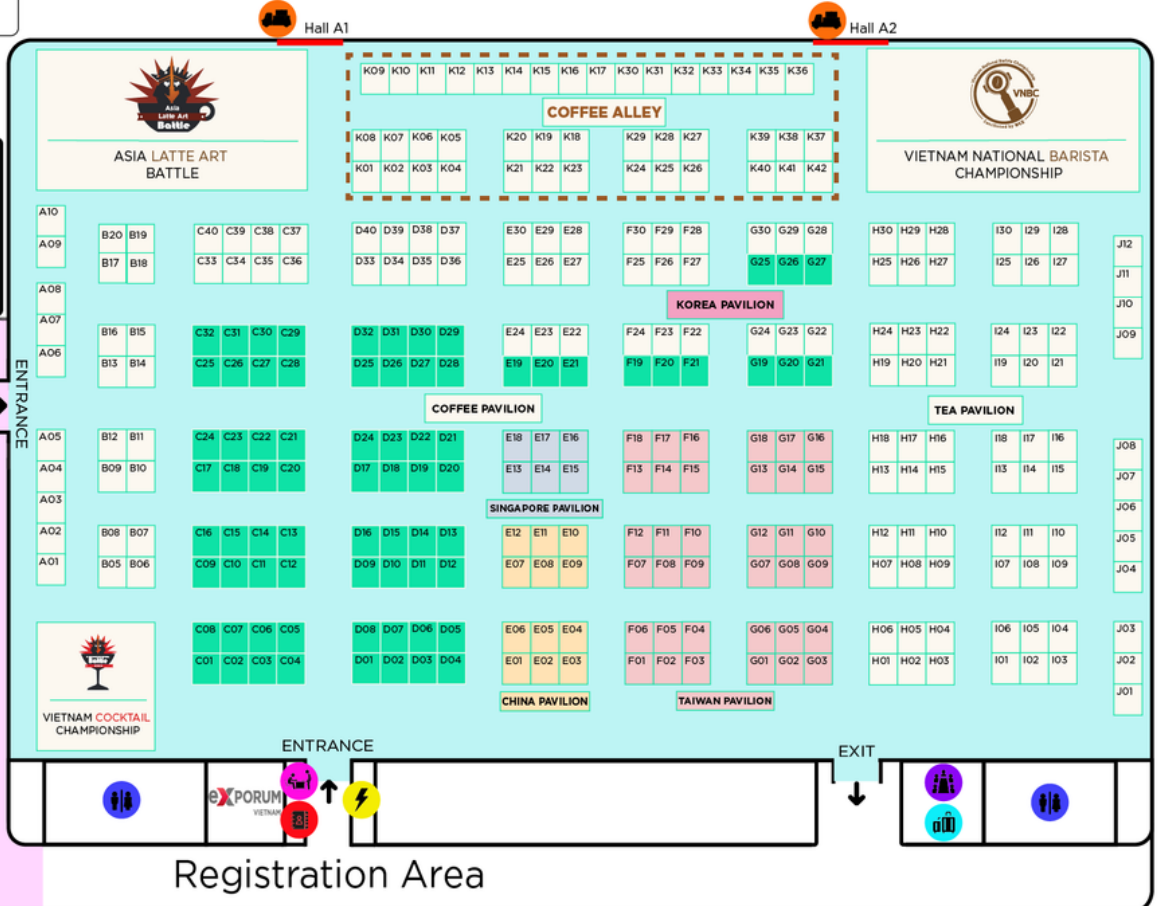 Hall A1
Hall A2
Asia
Latte Art
Battle
ASIA LATTE ART
BATTLE
K09 K10 K11 K12 K13 K14 K15 K16 K17 K30 K31 K32 K33 K34 K35 K36
COFFEE ALLEY
K08 K07 K06 K05 K20 K19 K18 K29 K28 K27 K39 K38 K37
K01 K02 K03 K04 K21 K22 K23 K24 K25 K26 K40 K41 K42
VNBC
VIETNAM NATIONAL BARISTA
CHAMPIONSHIP
A10
A09
B20 B19 C40 C39 C38 C37 D40 D39 D38 D37 E30 E29 E28 F30 F29 F28 G30 G29 G28 H30 H29 H28 I30 I29 I28
B17 B18 C33 C34 C35 C36 D33 D34 D35 D36 E25 E26 E27 F25 F26 F27 G25 G26 G27 H25 H26 H27 I25 I26 I27
J12
J11
J10
J09
A08
A07
A06
KOREA PAVILION
B16 B15 C32 C31 C30 C29 D32 D31 D30 D29 E24 E23 E22 F24 F23 F22 G24 G23 G22 H24 H23 H22 I24 I23 I22
B13 B14 C25 C26 C27 C28 D25 D26 D27 D28 E19 E20 E21 F19 F20 F21 G19 G20 G21 H19 H20 H21 I19 I20 I21
ENTRANCE
COFFEE PAVILION
TEA PAVILION
A05
A04
A03
A02
A01
B12 B11 C24 C23 C22 C21 D24 D23 D22 D21 E18 E17 E16 F18 F17 F16 G18 G17 G16 H18 H17 H16 I18 I17 I16
B09 B10 C17 C18 C19 C20 D17 D18 D19 D20 E13 E14 E15 F13 F14 F15 G13 G14 G15 H13 H14 H15 I13 I14 I15
J08
J07
J06
J05
J04
SINGAPORE PAVILION
B08 B07 C16 C15 C14 C13 D16 D15 D14 D13 E12 E11 E10 F12 F11 F10 G12 G11 G10 H12 H11 H10 I12 I11 I10
B05 B06 C09 C10 C11 C12 D09 D10 D11 D12 E07 E08 E09 F07 F08 F09 G07 G08 G09 H07 H08 H09 I07 I08 I09
C08 C07 C06 C05 D08 D07 D06 D05 E06 E05 E04 F06 F05 F04 G06 G05 G04 H06 H05 H04 I06 I05 I04
C01 C02 C03 C04 D01 D02 D03 D04 E01 E02 E03 F01 F02 F03 G01 G02 G03 H01 H02 H03 I01 I02 I03
J03
J02
J01
CHINA PAVILION
TAIWAN PAVILION
Battle
VIETNAM COCKTAIL
CHAMPIONSHIP
ENTRANCE
EXIT
eXPORUM
VIETNAM
Registration Area